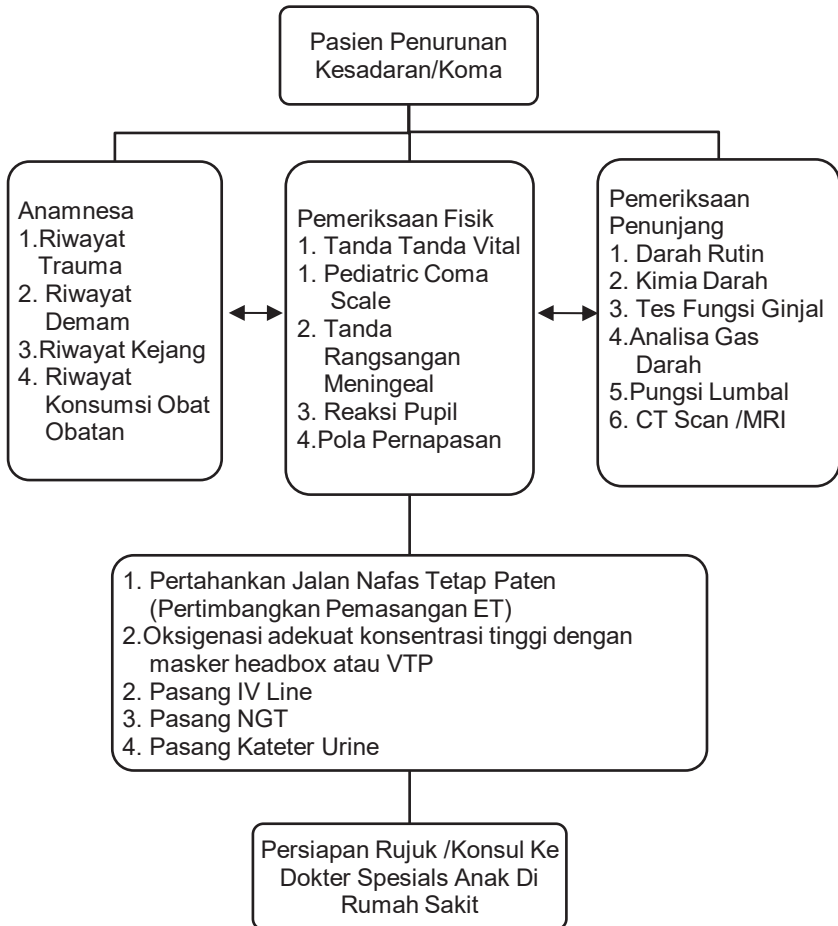 Pasien Penurunan
Kesadaran/Koma
Anamnesa
1.Riwayat
Trauma
2. Riwayat
Demam
3.Riwayat Kejang
4. Riwayat
Konsumsi Obat
Obatan
Pemeriksaan Fisik
1. Tanda Tanda Vital
1. Pediatric Coma
Scale
2. Tanda
Rangsangan
Meningeal
3. Reaksi Pupil
4.Pola Pernapasan
Pemeriksaan
Penunjang
1. Darah Rutin
2. Kimia Darah
3. Tes Fungsi Ginjal
4.Analisa Gas
Darah
5.Pungsi Lumbal
6. CT Scan /MRI
1. Pertahankan Jalan Nafas Tetap Paten
(Pertimbangkan Pemasangan ET)
2.Oksigenasi adekuat konsentrasi tinggi dengan
masker headbox atau VTP
2. Pasang IV Line
3. Pasang NGT
4. Pasang Kateter Urine
Persiapan Rujuk /Konsul Ke
Dokter Spesials Anak Di
Rumah Sakit